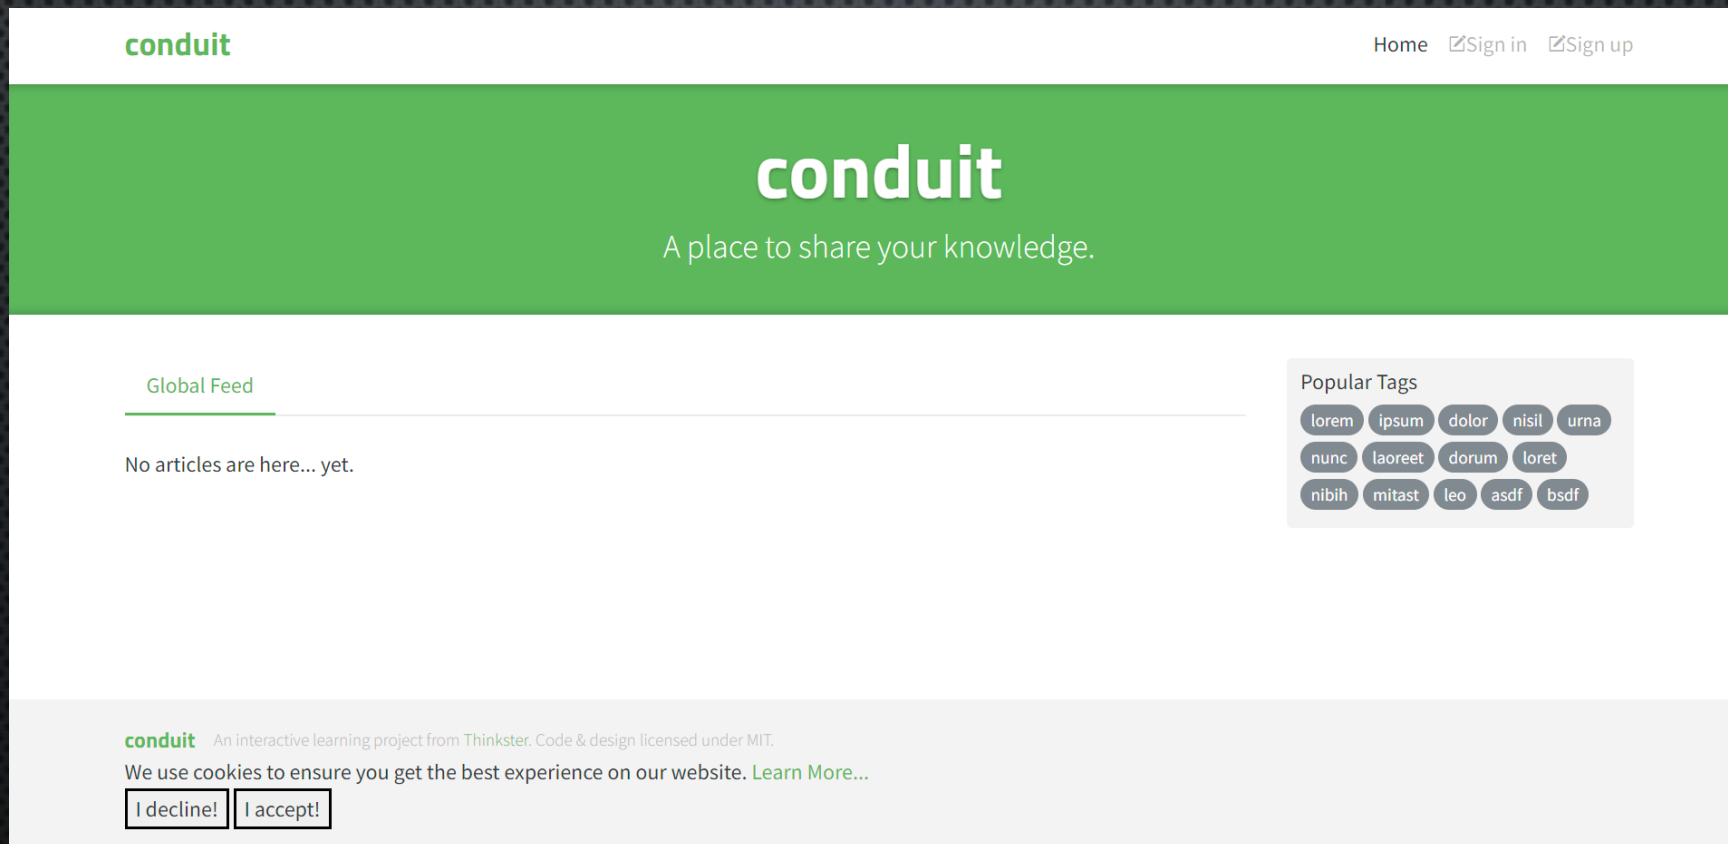 conduit
Home Sign in Sign up
conduit
A place to share your knowledge.
Global Feed
No articles are here... yet.
Popular Tags
lorem ipsum dolor nisil urna
nunc laoreet dorum loret
nibih mitast leo asdf bsdf
conduit An interactive learning project from Thinkster. Code & design licensed under MIT.
We use cookies to ensure you get the best experience on our website. Learn More...
I decline! I accept!